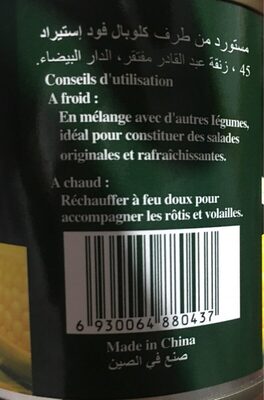 مستورد من طرف كلوبال فود إستيراد
45 ، زنقة عبد القادر مفتقر، الدار البيضاء.
Conseils d'utilisation
A froid :
En mélange avec d'autres légumes,
idéal pour constituer des salades
originales et rafraîchissantes.
A chaud :
Réchauffer à feu doux pour
accompagner les rôtis et volailles.
6 930064 880437
Made in China
صنع في الصين